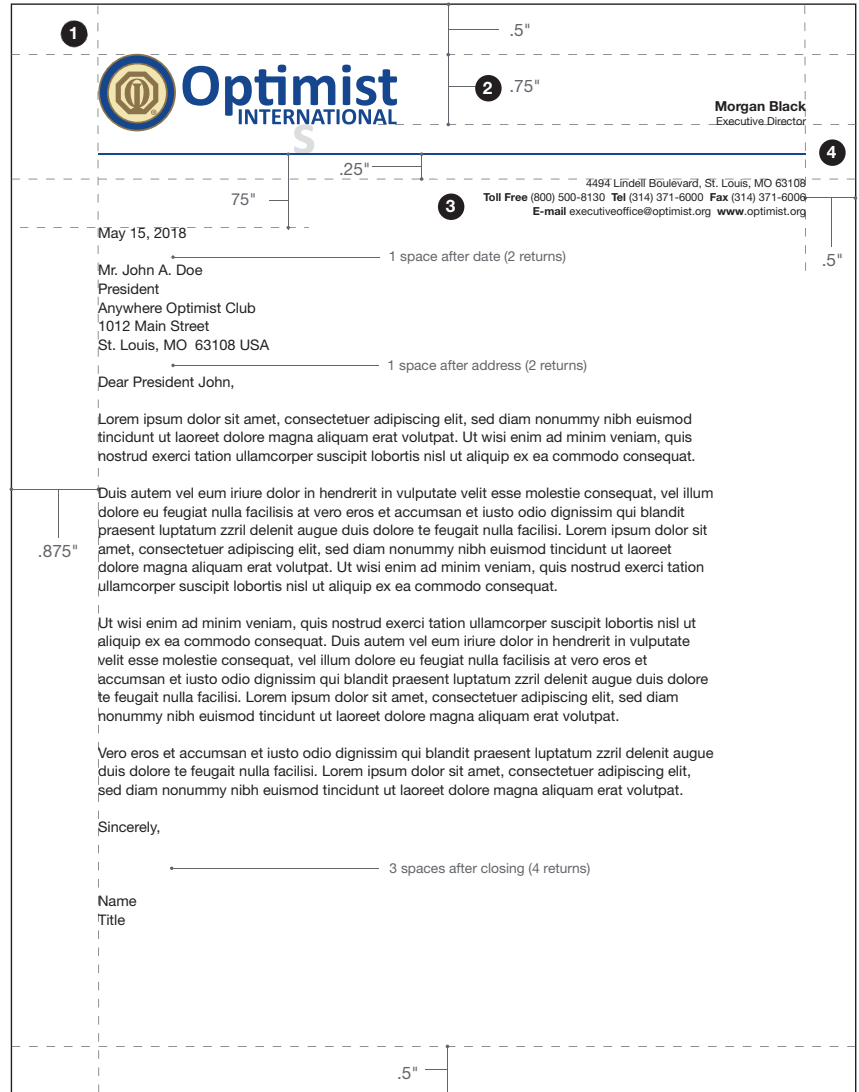 .5"
1
2
.75"
Optimist
INTERNATIONAL
S
Morgan Black
Executive Director
4
.25"
75"
3
4494 Lindell Boulevard, St. Louis, MO 63108
Toll Free (800) 500-8130 Tel (314) 371-6000 Fax (314) 371-6006
E-mail executiveoffice@optimist.org www.optimist.org
.5"
May 15, 2018
1 space after date (2 returns)
Mr. John A. Doe
President
Anywhere Optimist Club
1012 Main Street
St. Louis, MO  63108 USA
1 space after address (2 returns)
Dear President John,
Lorem ipsum dolor sit amet, consectetuer adipiscing elit, sed diam nonummy nibh euismod
tincidunt ut laoreet dolore magna aliquam erat volutpat. Ut wisi enim ad minim veniam, quis
nostrud exerci tation ullamcorper suscipit lobortis nisl ut aliquip ex ea commodo consequat.
Duis autem vel eum iriure dolor in hendrerit in vulputate velit esse molestie consequat, vel illum
dolore eu feugiat nulla facilisis at vero eros et accumsan et iusto odio dignissim qui blandit
praesent luptatum zzril delenit augue duis dolore te feugait nulla facilisi. Lorem ipsum dolor sit
amet, consectetuer adipiscing elit, sed diam nonummy nibh euismod tincidunt ut laoreet
dolore magna aliquam erat volutpat. Ut wisi enim ad minim veniam, quis nostrud exerci tation
ullamcorper suscipit lobortis nisl ut aliquip ex ea commodo consequat.
.875"
Ut wisi enim ad minim veniam, quis nostrud exerci tation ullamcorper suscipit lobortis nisl ut
aliquip ex ea commodo consequat. Duis autem vel eum iriure dolor in hendrerit in vulputate
velit esse molestie consequat, vel illum dolore eu feugiat nulla facilisis at vero eros et
accumsan et iusto odio dignissim qui blandit praesent luptatum zzril delenit augue duis dolore
te feugait nulla facilisi. Lorem ipsum dolor sit amet, consectetuer adipiscing elit, sed diam
nonummy nibh euismod tincidunt ut laoreet dolore magna aliquam erat volutpat.
Vero eros et accumsan et iusto odio dignissim qui blandit praesent luptatum zzril delenit augue
duis dolore te feugait nulla facilisi. Lorem ipsum dolor sit amet, consectetuer adipiscing elit,
sed diam nonummy nibh euismod tincidunt ut laoreet dolore magna aliquam erat volutpat.
Sincerely,
3 spaces after closing (4 returns)
Name
Title
.5"